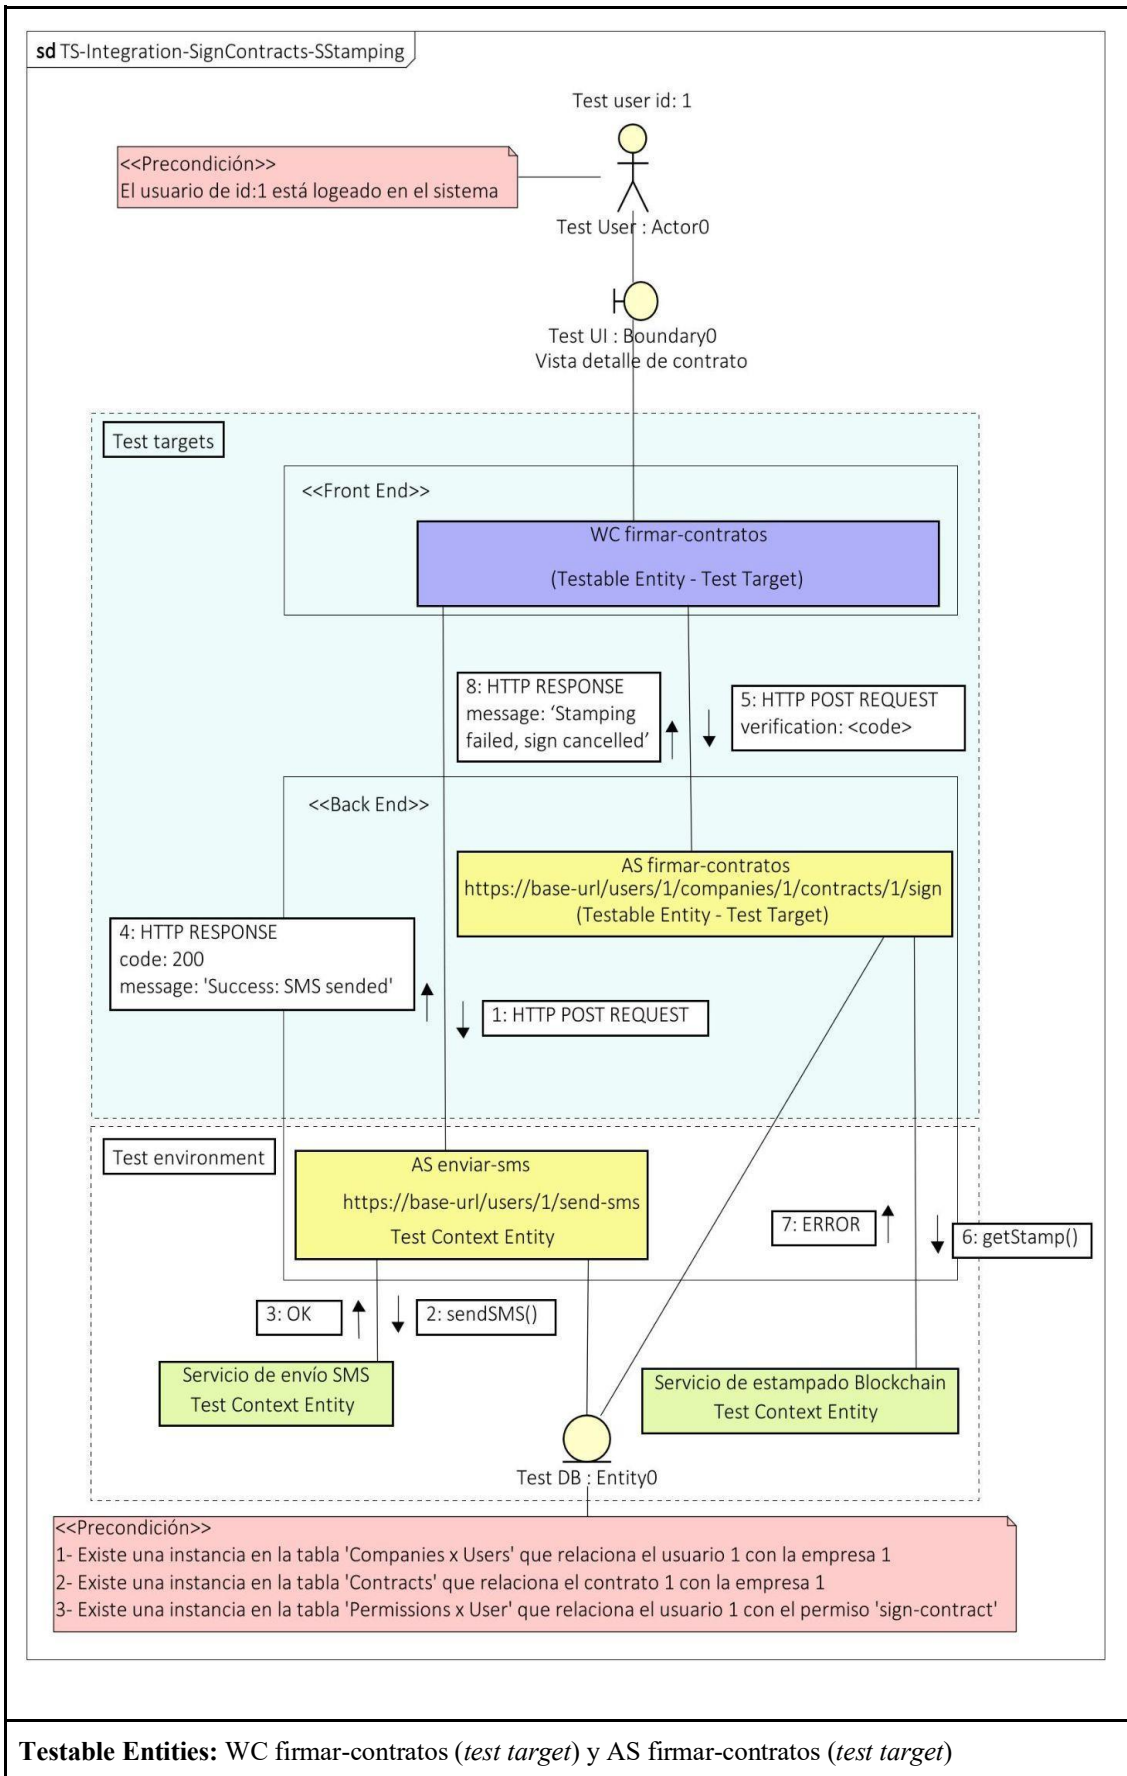 sd TS-Integration-SignContracts-SStamping
Test user id: 1
<<Precondición>>
El usuario de id:1 está logeado en el sistema
Test User : Actor0
Test UI : Boundary0
Vista detalle de contrato
Test targets
<<Front End>>
WC firmar-contratos
(Testable Entity - Test Target)
8: HTTP RESPONSE
message: ‘Stamping
failed, sign cancelled’
5: HTTP POST REQUEST
verification: <code>
<<Back End>>
AS firmar-contratos
https://base-url/users/1/companies/1/contracts/1/sign
(Testable Entity - Test Target)
4: HTTP RESPONSE
code: 200
message: 'Success: SMS sended'
1: HTTP POST REQUEST
Test environment
AS enviar-sms
https://base-url/users/1/send-sms
Test Context Entity
7: ERROR
6: getStamp()
3: OK
2: sendSMS()
Servicio de envío SMS
Test Context Entity
Servicio de estampado Blockchain
Test Context Entity
Test DB : Entity0
<<Precondición>>
1- Existe una instancia en la tabla 'Companies x Users' que relaciona el usuario 1 con la empresa 1
2- Existe una instancia en la tabla 'Contracts' que relaciona el contrato 1 con la empresa 1
3- Existe una instancia en la tabla 'Permissions x User' que relaciona el usuario 1 con el permiso 'sign-contract'
Testable Entities: WC firmar-contratos (test target) y AS firmar-contratos (test target)